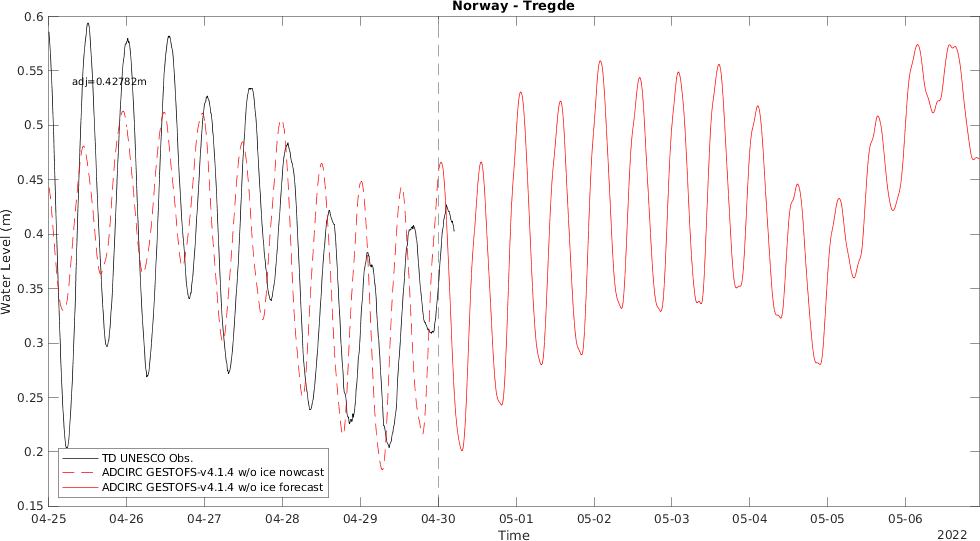 Norway - Tregde
0.6
0.55
0.5
0.45
0.4
0.35
0.3
0.25
0.2
0.15
Water Level (m)
adj=0.42782m
TD UNESCO Obs.
ADCIRC GESTOFS-v4.1.4 w/o ice nowcast
ADCIRC GESTOFS-v4.1.4 w/o ice forecast
04-25 04-26 04-27 04-28 04-29 04-30 05-01 05-02 05-03 05-04 05-05 05-06
Time
2022